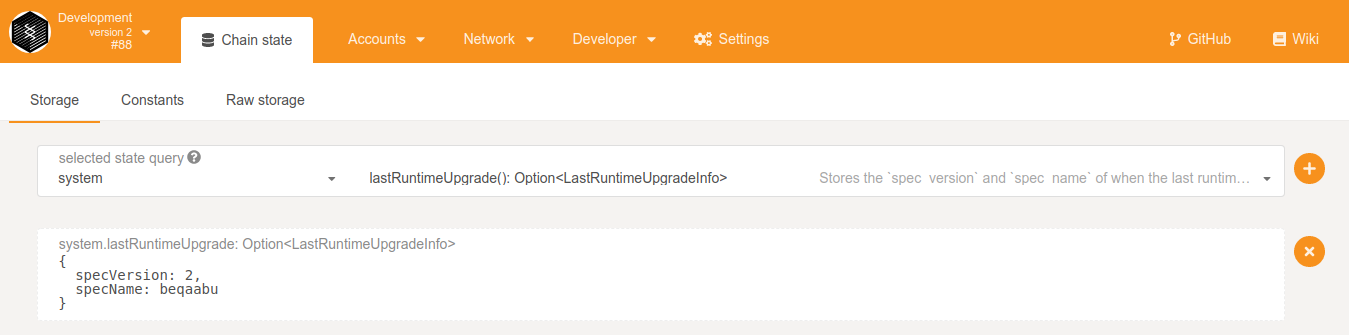 Development
version 2
#88
Chain state
Accounts
Network
Developer
Settings
GitHub
Wiki
Storage
Constants
Raw storage
selected state query
system
lastRuntimeUpgrade(): Option<LastRuntimeUpgradeInfo>
Stores the `spec_version` and `spec_name` of when the last runtim…
system.lastRuntimeUpgrade: Option<LastRuntimeUpgradeInfo>
{
  specVersion: 2,
  specName: beqaabu
}